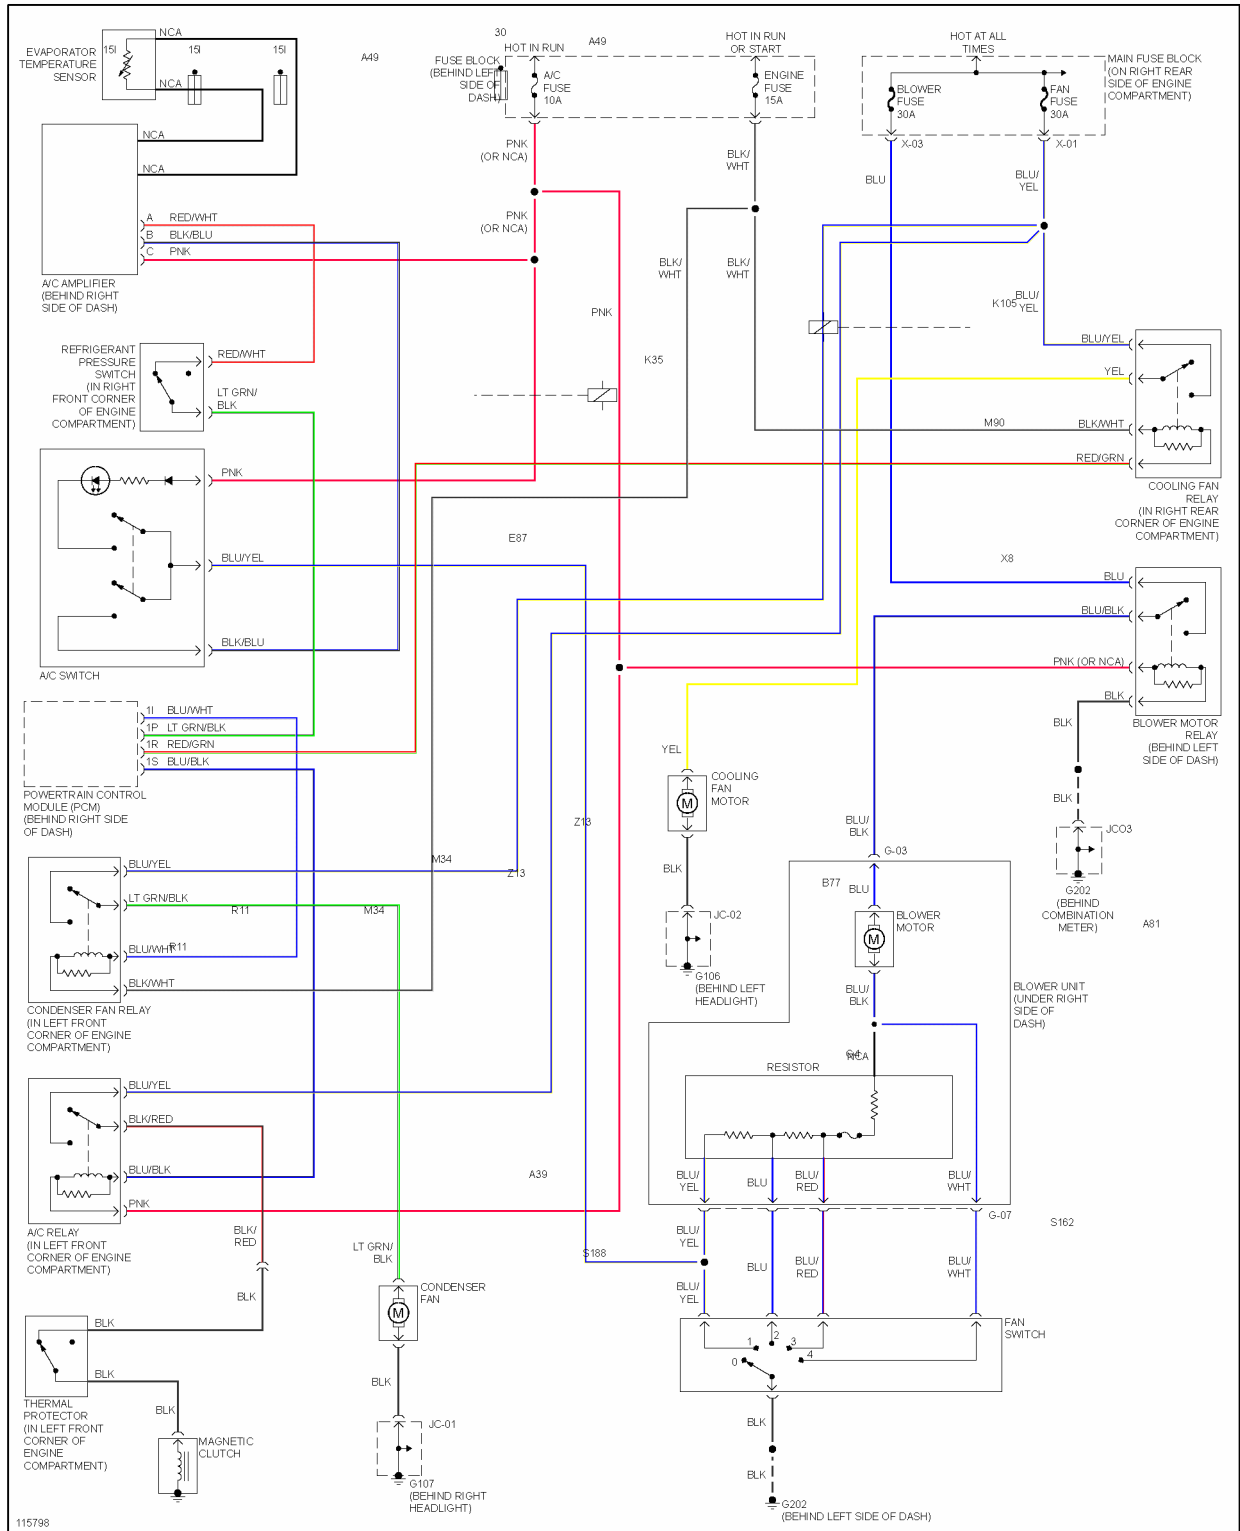 NCA
15I
15I
15I
EVAPORATOR
TEMPERATURE
SENSOR
NCA
NCA
NCA
A49
30
HOT IN RUN
A49
HOT IN RUN
OR START
HOT AT ALL
TIMES
FUSE BLOCK
(BEHIND LEFT
SIDE OF
DASH)
A/C
FUSE
10A
ENGINE
FUSE
15A
BLOWER
FUSE
30A
FAN
FUSE
30A
MAIN FUSE BLOCK
(ON RIGHT REAR
SIDE OF ENGINE
COMPARTMENT)
X-03
X-01
PNK
(OR NCA)
BLK/
WHT
BLU
BLU/
YEL
A RED/WHT
B BLK/BLU
C PNK
A/C AMPLIFIER
(BEHIND RIGHT
SIDE OF DASH)
PNK
(OR NCA)
BLK/
WHT
BLK/
WHT
PNK
K105
BLU/
YEL
K35
REFRIGERANT
PRESSURE
SWITCH
(IN RIGHT
FRONT CORNER
OF ENGINE
COMPARTMENT)
RED/WHT
LT GRN/
BLK
BLU/YEL
YEL
M90
BLK/WHT
RED/GRN
COOLING FAN
RELAY
(IN RIGHT REAR
CORNER OF ENGINE
COMPARTMENT)
PNK
BLU/YEL
BLK/BLU
A/C SWITCH
E87
X8
BLU
BLU/BLK
PNK (OR NCA)
BLK
BLOWER MOTOR
RELAY
(BEHIND LEFT
SIDE OF DASH)
1I BLU/WHT
1P LT GRN/BLK
1R RED/GRN
1S BLU/BLK
POWERTRAIN CONTROL
MODULE (PCM)
(BEHIND RIGHT SIDE
OF DASH)
YEL
COOLING
FAN
MOTOR
M
BLK
BLK
BLK
JC03
G202
(BEHIND
COMBINATION
METER)
A81
Z13
Z13
M34
BLU/
BLK
G-03
B77
BLU
BLOWER
MOTOR
M
BLU/
BLK
JC-02
G106
(BEHIND LEFT
HEADLIGHT)
BLOWER UNIT
(UNDER RIGHT
SIDE OF
DASH)
BLU/YEL
LT GRN/BLK
R11
M34
BLU/WHT
R11
BLK/WHT
CONDENSER FAN RELAY
(IN LEFT FRONT
CORNER OF ENGINE
COMPARTMENT)
NCA
RESISTOR
BLU/YEL
BLK/RED
BLU/BLK
PNK
A/C RELAY
(IN LEFT FRONT
CORNER OF ENGINE
COMPARTMENT)
A39
BLU/
YEL
BLU
BLU/
RED
BLU/
WHT
G-07
S162
BLK/
RED
BLK
LT GRN/
BLK
S188
BLU/
YEL
BLU/
YEL
BLU
BLU/
RED
BLU/
WHT
CONDENSER
FAN
M
FAN
SWITCH
0
1
2
3
4
BLK
BLK
THERMAL
PROTECTOR
(IN LEFT FRONT
CORNER OF
ENGINE
COMPARTMENT)
BLK
MAGNETIC
CLUTCH
BLK
JC-01
G107
(BEHIND RIGHT
HEADLIGHT)
BLK
BLK
G202
(BEHIND LEFT SIDE OF DASH)
115798